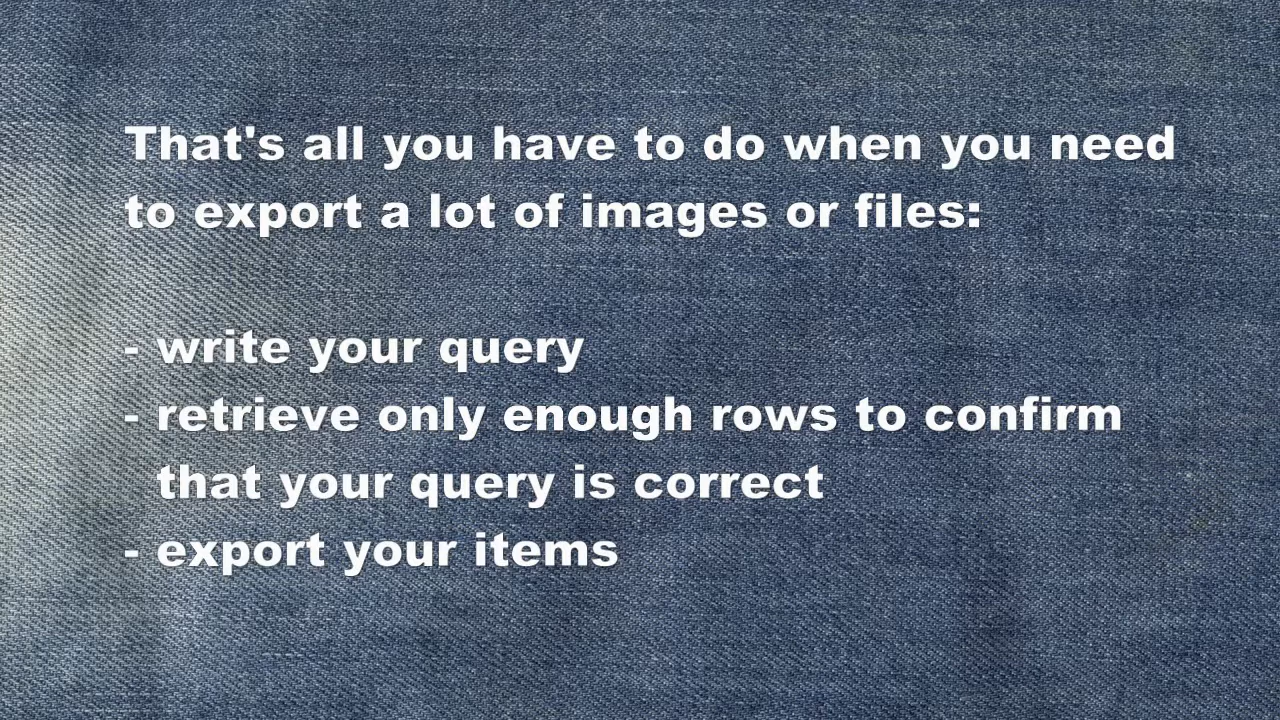 That's all you have to do when you need
to export a lot of images or files:
- write your query
- retrieve only enough rows to confirm
that your query is correct
- export your items